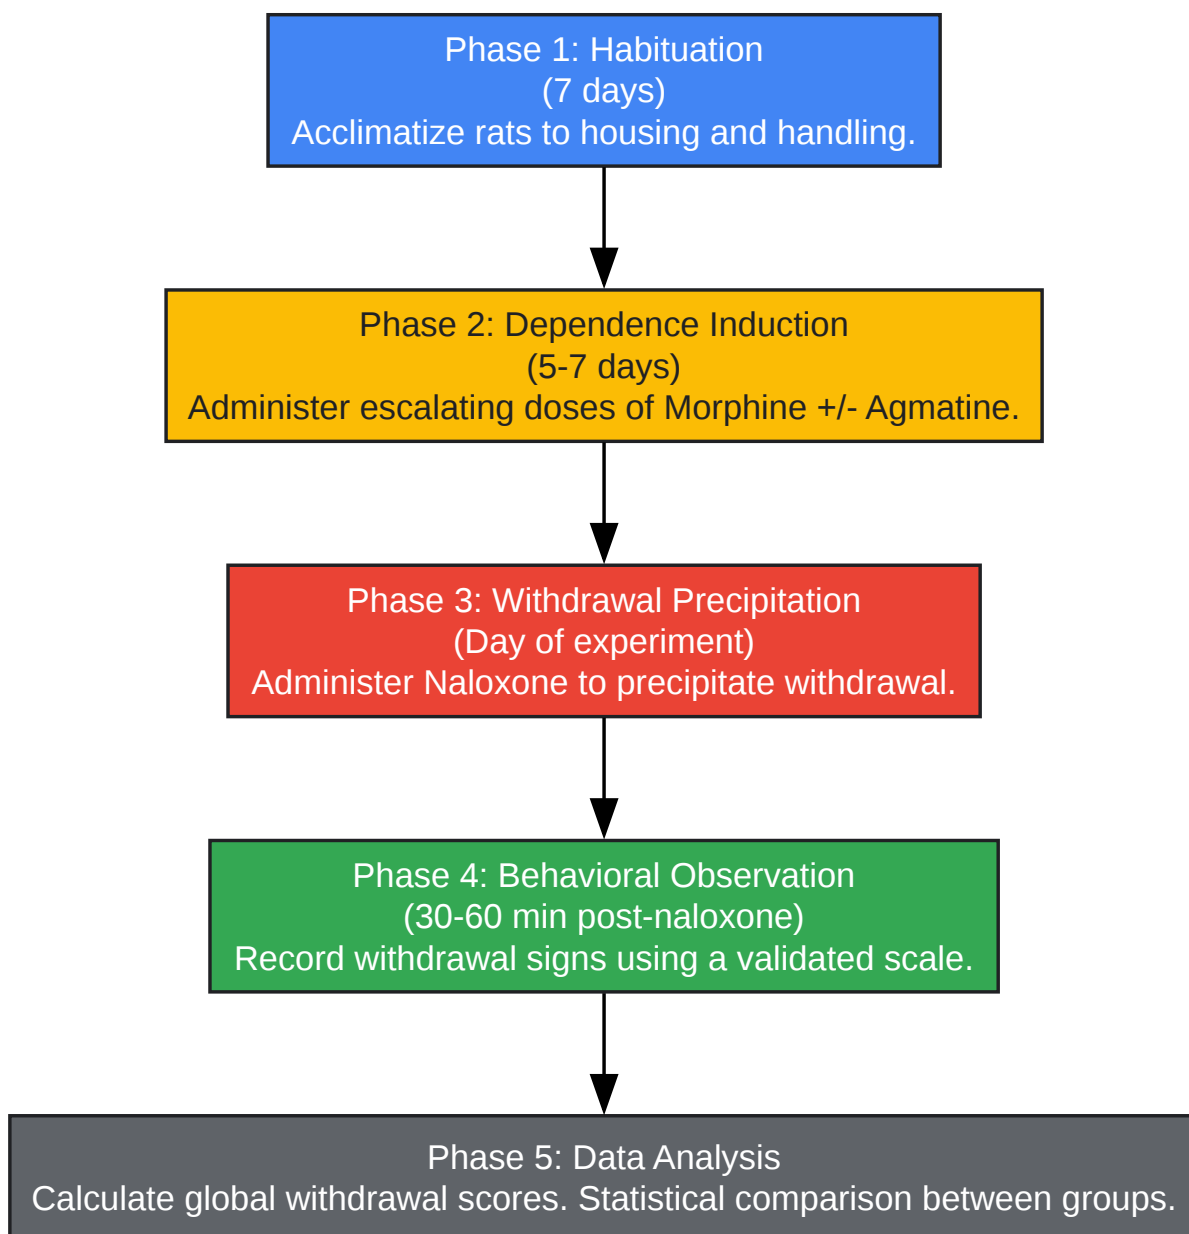 Phase 1: Habituation
(7 days)
Acclimatize rats to housing and handling.
Phase 2: Dependence Induction
(5-7 days)
Administer escalating doses of Morphine +/- Agmatine.
Phase 3: Withdrawal Precipitation
(Day of experiment)
Administer Naloxone to precipitate withdrawal.
Phase 4: Behavioral Observation
(30-60 min post-naloxone)
Record withdrawal signs using a validated scale.
Phase 5: Data Analysis
Calculate global withdrawal scores. Statistical comparison between groups.